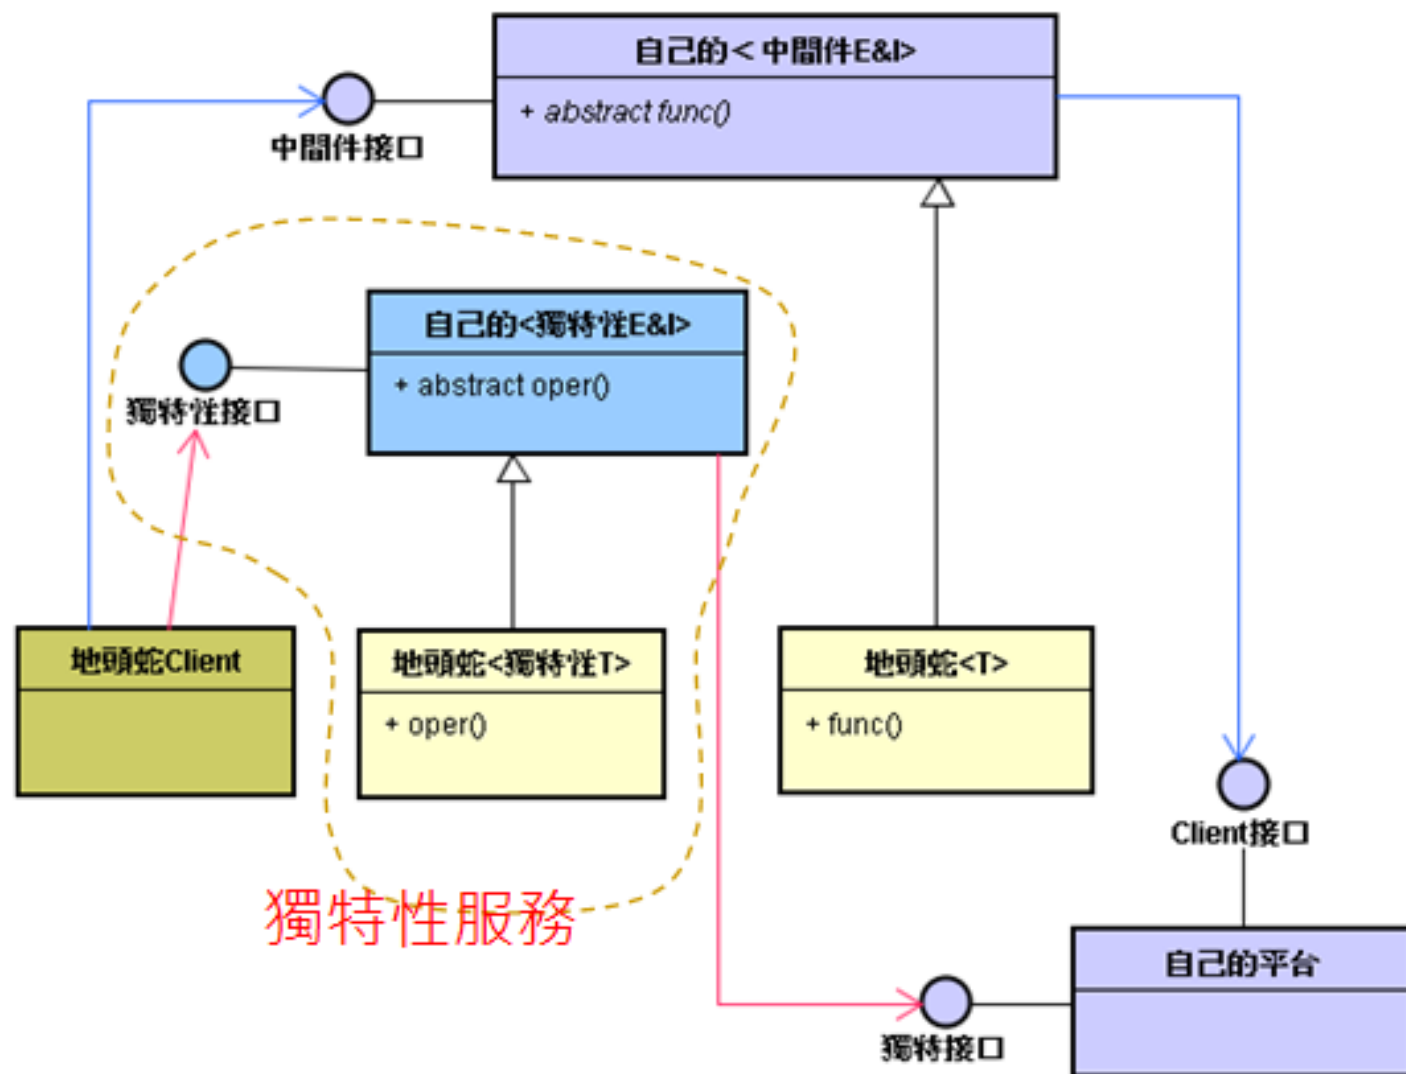 自己的< 中間件E&I>
+ abstract func()
中間件接口
自己的<獨特性E&I>
+ abstract oper()
獨特性接口
地頭蛇Client
地頭蛇<獨特性T>
+ oper()
地頭蛇<T>
+ func()
Client接口
獨特性服務
自己的平台
獨特接口